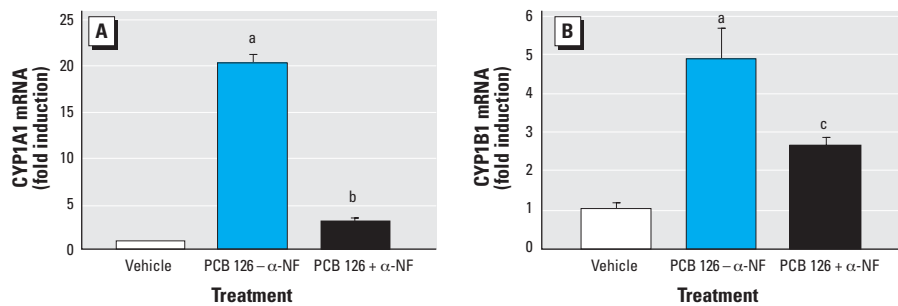 A
CYP1A1 mRNA
(fold induction)
25
20
15
10
5
0
a
b
Vehicle
PCB 126 – α-NF
PCB 126 + α-NF
Treatment
B
CYP1B1 mRNA
(fold induction)
6
5
4
3
2
1
0
a
c
Vehicle
PCB 126 – α-NF
PCB 126 + α-NF
Treatment